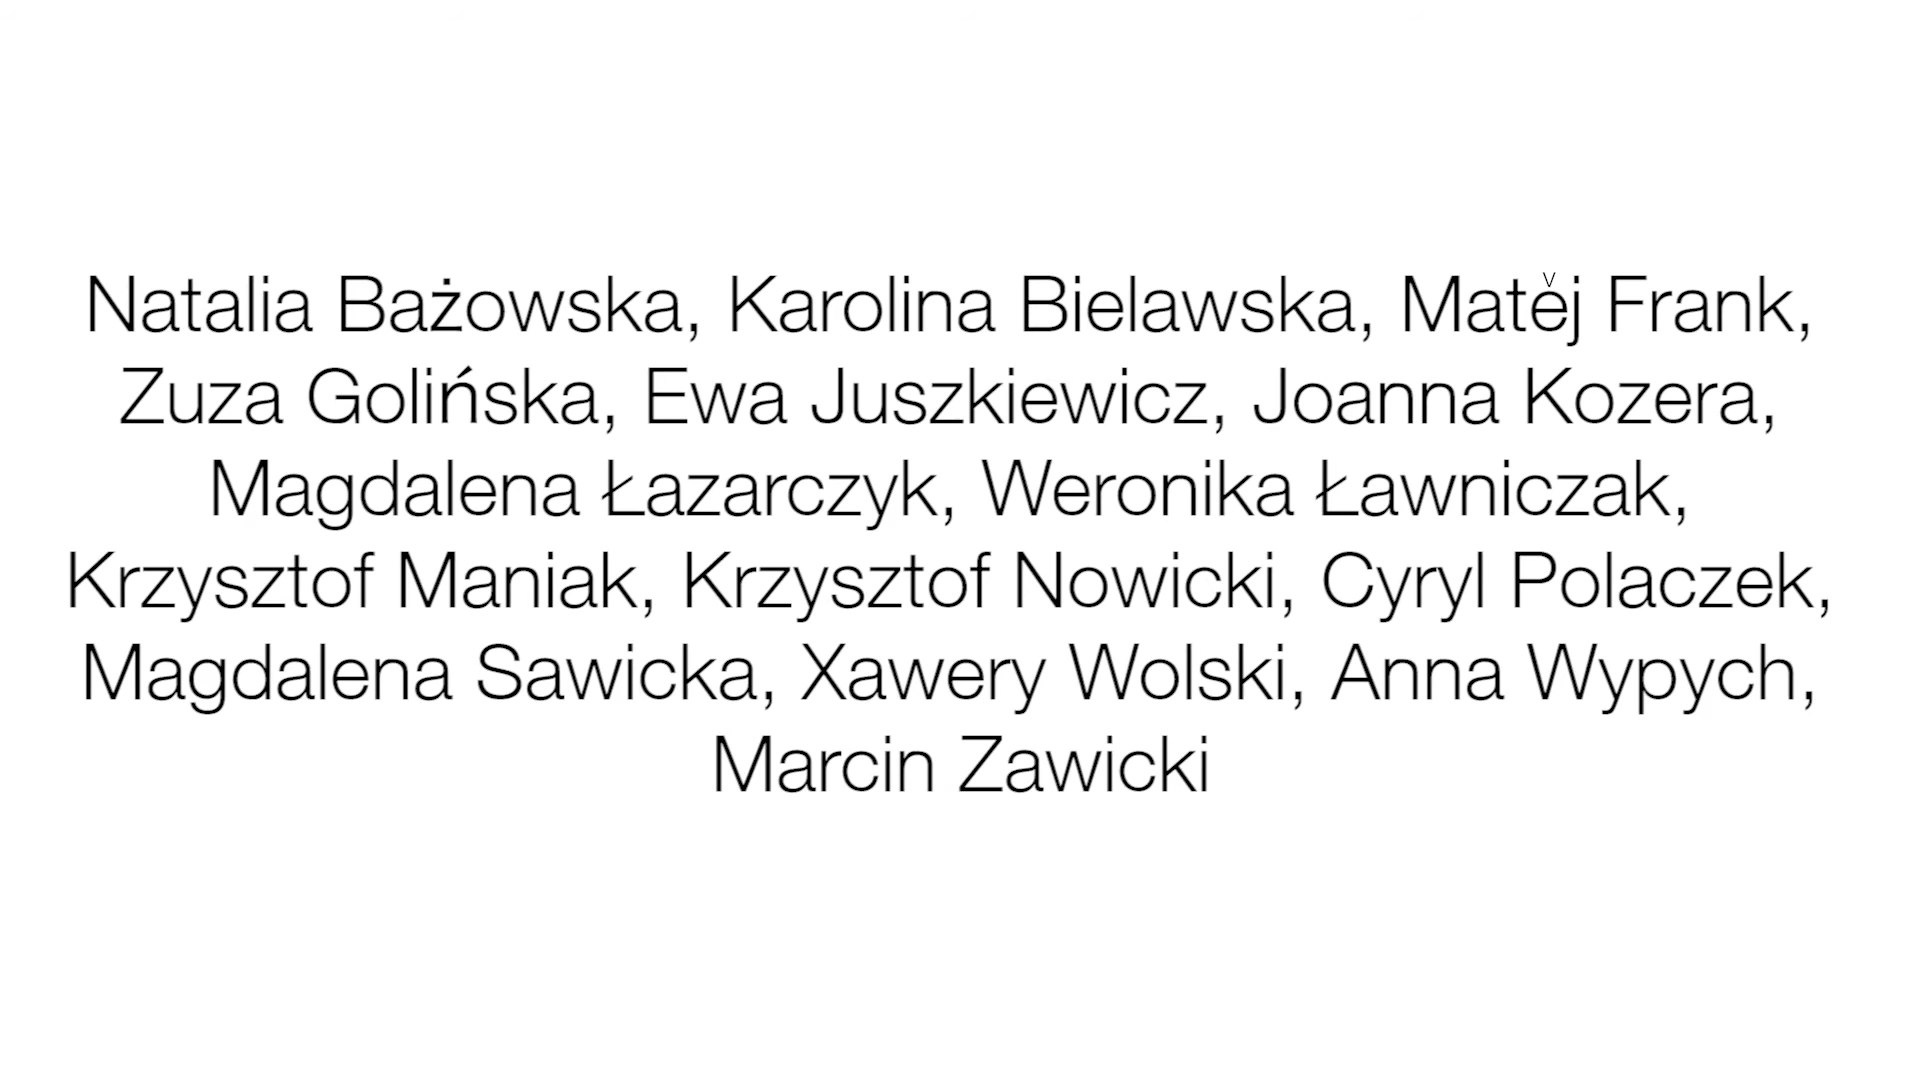 Natalia Bażowska, Karolina Bielawska, Matěj Frank,
Zuza Golińska, Ewa Juszkiewicz, Joanna Kozera,
Magdalena Łazarczyk, Weronika Ławniczak,
Krzysztof Maniak, Krzysztof Nowicki, Cyryl Polaczek,
Magdalena Sawicka, Xawery Wolski, Anna Wypych,
Marcin Zawicki